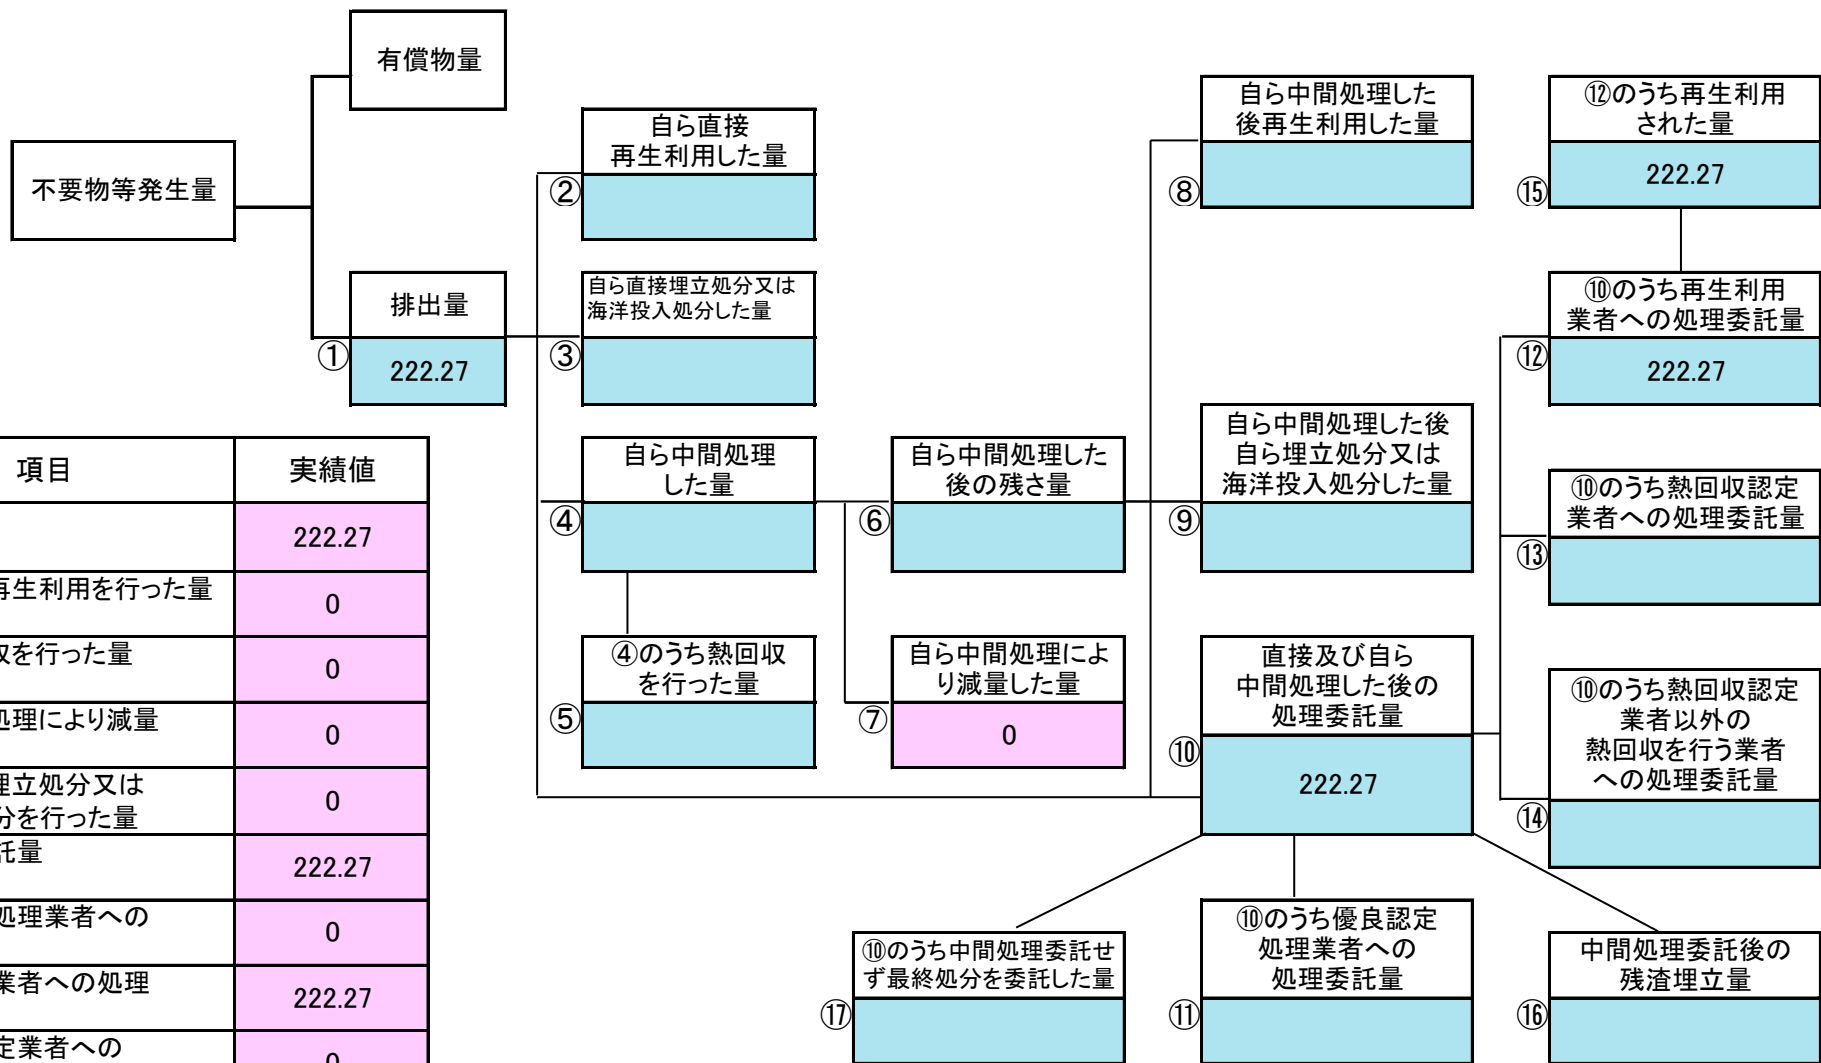 有償物量
不要物等発生量
排出量
①
222.27
自ら直接
再生利用した量
②
自ら直接埋立処分又は
海洋投入処分した量
③
自ら中間処理
した量
④
④のうち熱回収
を行った量
⑤
自ら中間処理した
後の残さ量
⑥
自ら中間処理によ
り減量した量
⑦
0
自ら中間処理した
後再生利用した量
⑧
自ら中間処理した後
自ら埋立処分又は
海洋投入処分した量
⑨
直接及び自ら
中間処理した後の
処理委託量
⑩
222.27
⑫のうち再生利用
された量
⑮
222.27
⑩のうち再生利用
業者への処理委託量
⑫
222.27
⑩のうち熱回収認定
業者への処理委託量
⑬
⑩のうち熱回収認定
業者以外の
熱回収を行う業者
への処理委託量
⑭
⑩のうち中間処理委託せ
ず最終処分を委託した量
⑰
⑩のうち優良認定
処理業者への
処理委託量
⑪
中間処理委託後の
残渣埋立量
⑯
項目 実績値
222.27
再生利用を行った量 0
を行った量 0
処理により減量 0
埋立処分又は
を行った量 0
託量 222.27
処理業者への 0
業者への処理 222.27
定業者への